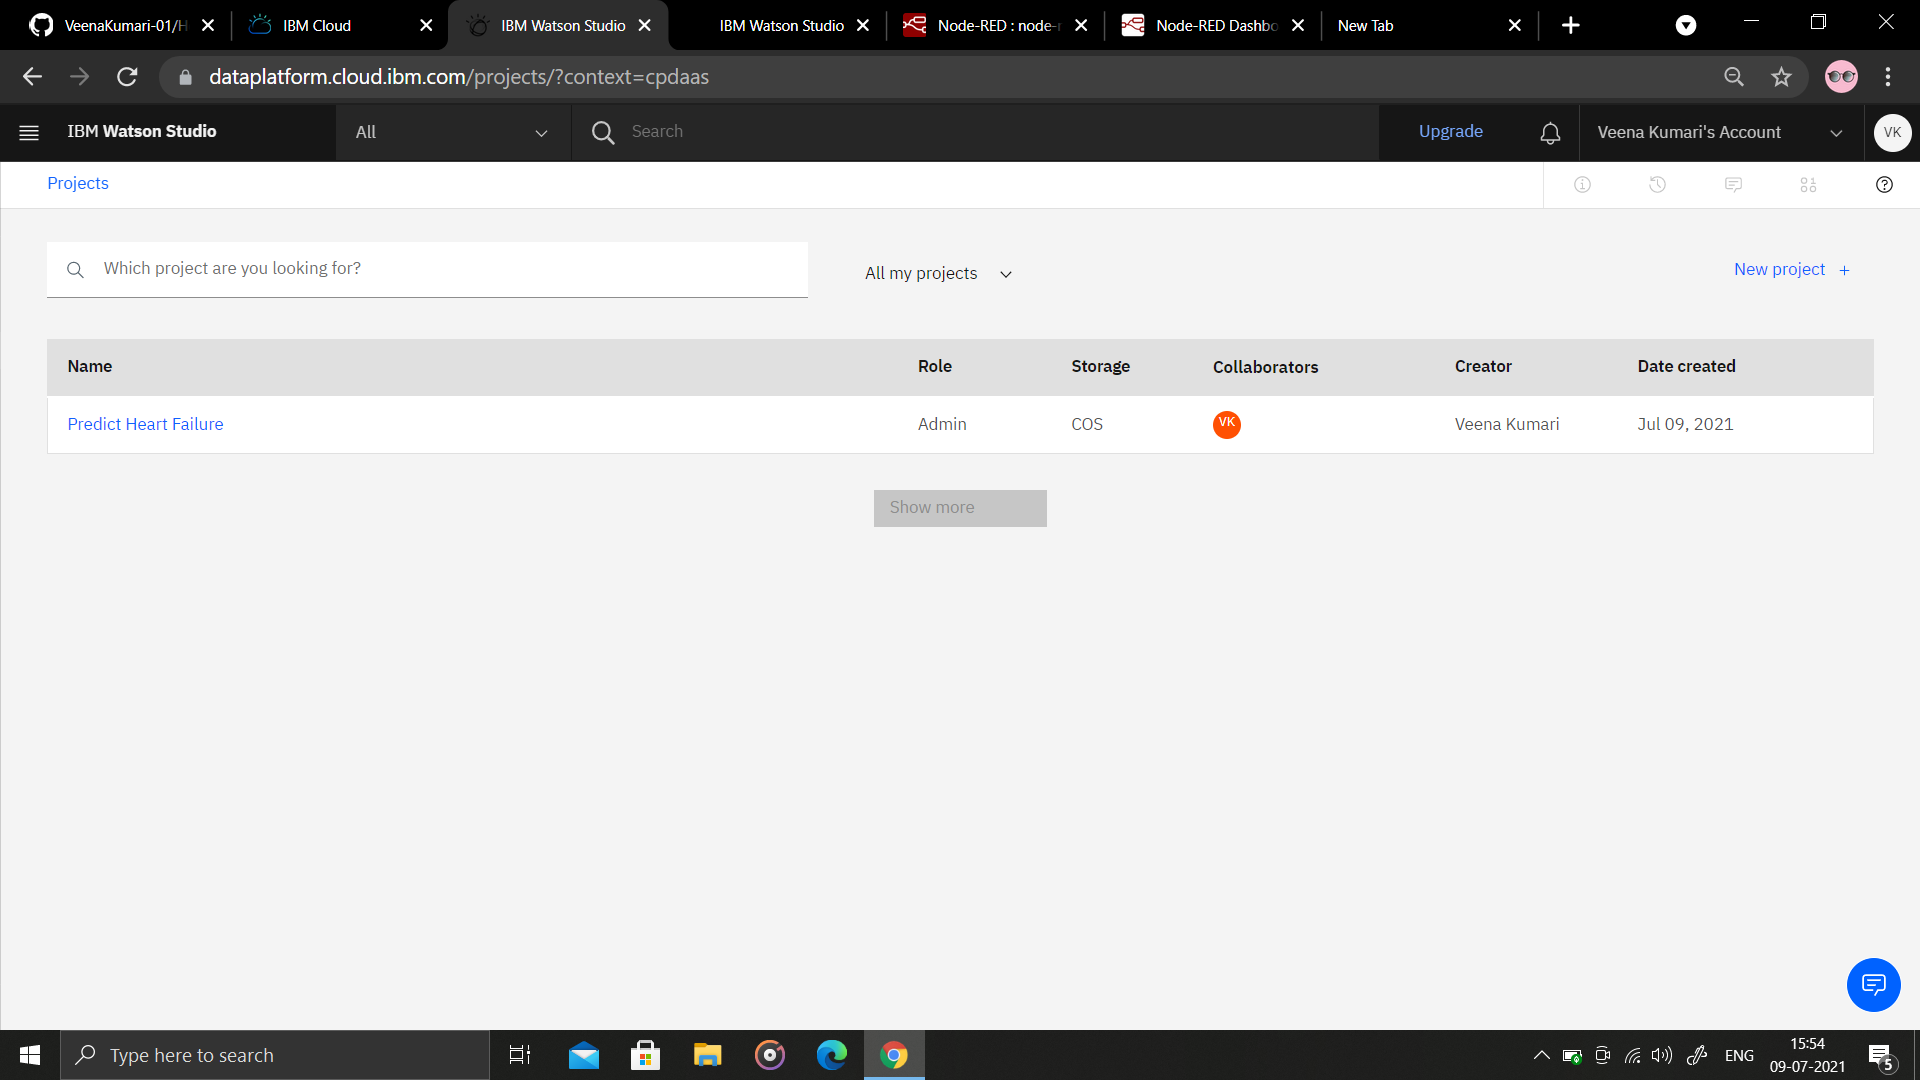 VeenaKumari-01/H
IBM Cloud
IBM Watson Studio
IBM Watson Studio
Node-RED : node-r
Node-RED Dashbo
New Tab
dataplatform.cloud.ibm.com/projects/?context=cpdaas
IBM Watson Studio
All
Search
Upgrade
Veena Kumari's Account
VK
Projects
Which project are you looking for?
All my projects
New project +
Name Role Storage Collaborators Creator Date created
Predict Heart Failure Admin COS VK Veena Kumari Jul 09, 2021
Show more
Type here to search
ENG
15:54
09-07-2021
5